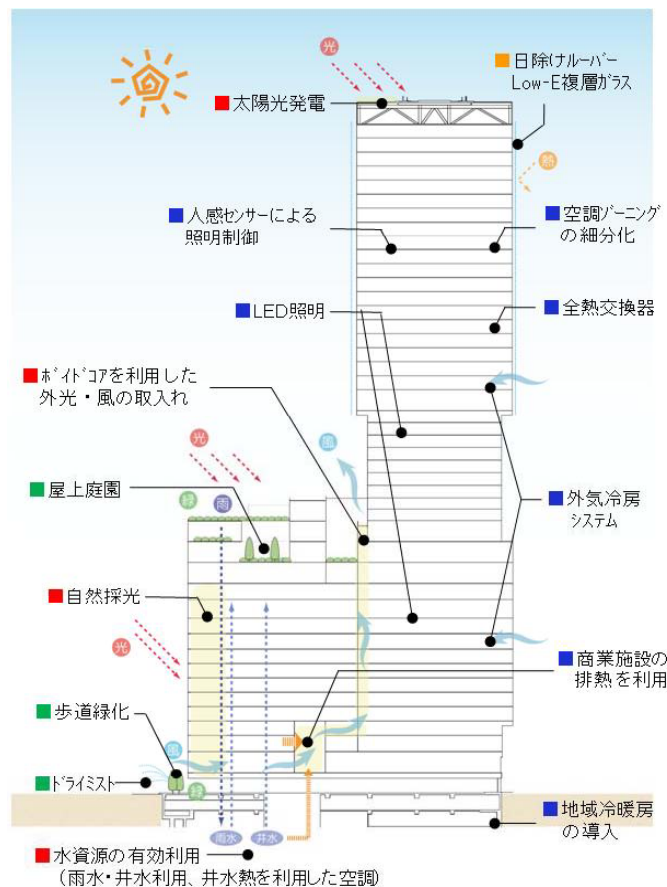 光
■日除けルーバー
Low-E複層ガラス
■太陽光発電
熱
■人感センサーによる
照明制御
■空調ゾーニング
の細分化
■LED照明
■全熱交換器
■ボイドコアを利用した
外光・風の取入れ
光
風
■屋上庭園
緑
雨
■外気冷房
システム
■自然採光
光
■商業施設の
排熱を利用
■歩道緑化
風
■ドライミスト
緑
雨水
井水
■地域冷暖房
の導入
■水資源の有効利用
（雨水・井水利用、井水熱を利用した空調）